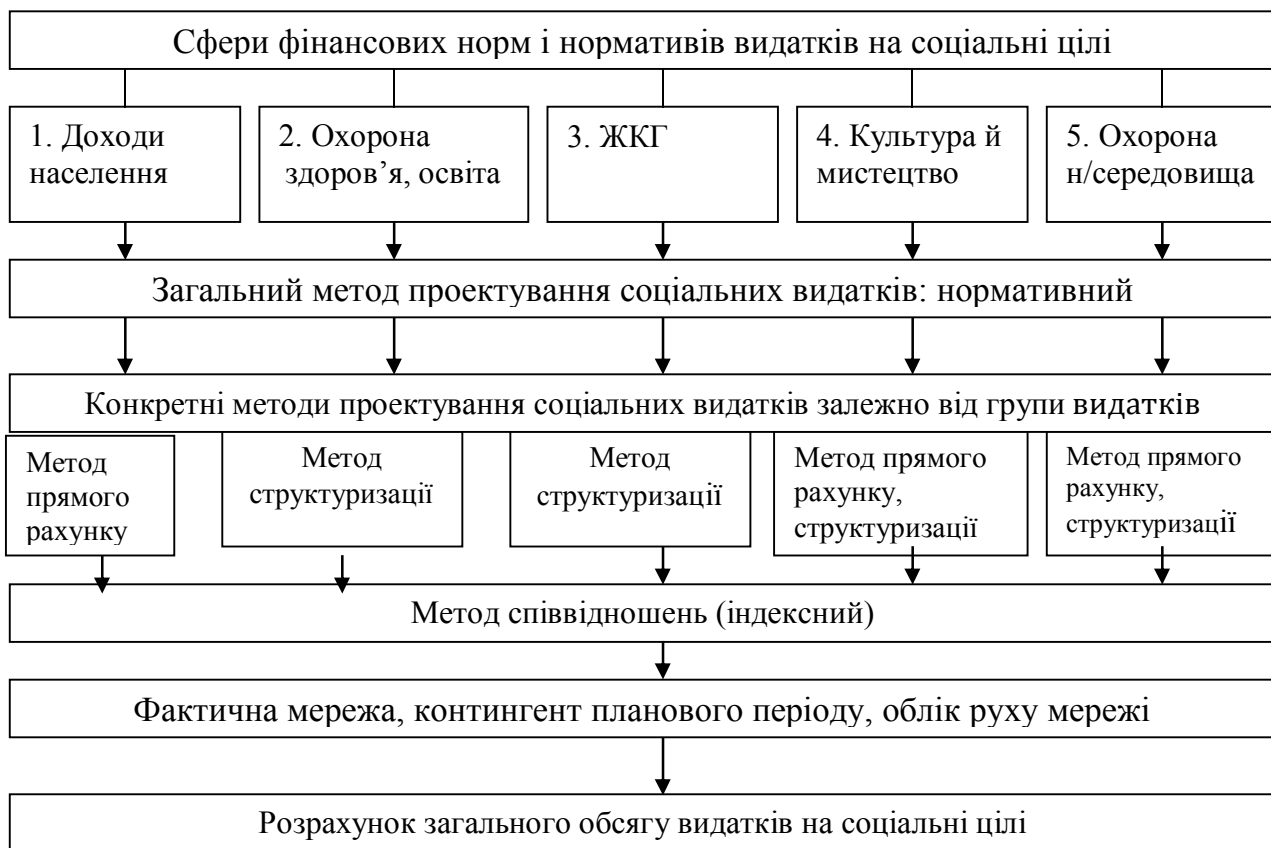 Сфери фінансових норм і нормативів видатків на соціальні цілі
1. Доходи
населення
2. Охорона
здоров’я, освіта
3. ЖКГ
4. Культура й
мистецтво
5. Охорона
н/середовища
Загальний метод проектування соціальних видатків: нормативний
Конкретні методи проектування соціальних видатків залежно від групи видатків
Метод
прямого
рахунку
Метод
структуризації
Метод
структуризації
Метод прямого
рахунку,
структуризації
Метод прямого
рахунку,
структуризації
Метод співвідношень (індексний)
Фактична мережа, контингент планового періоду, облік руху мережі
Розрахунок загального обсягу видатків на соціальні цілі